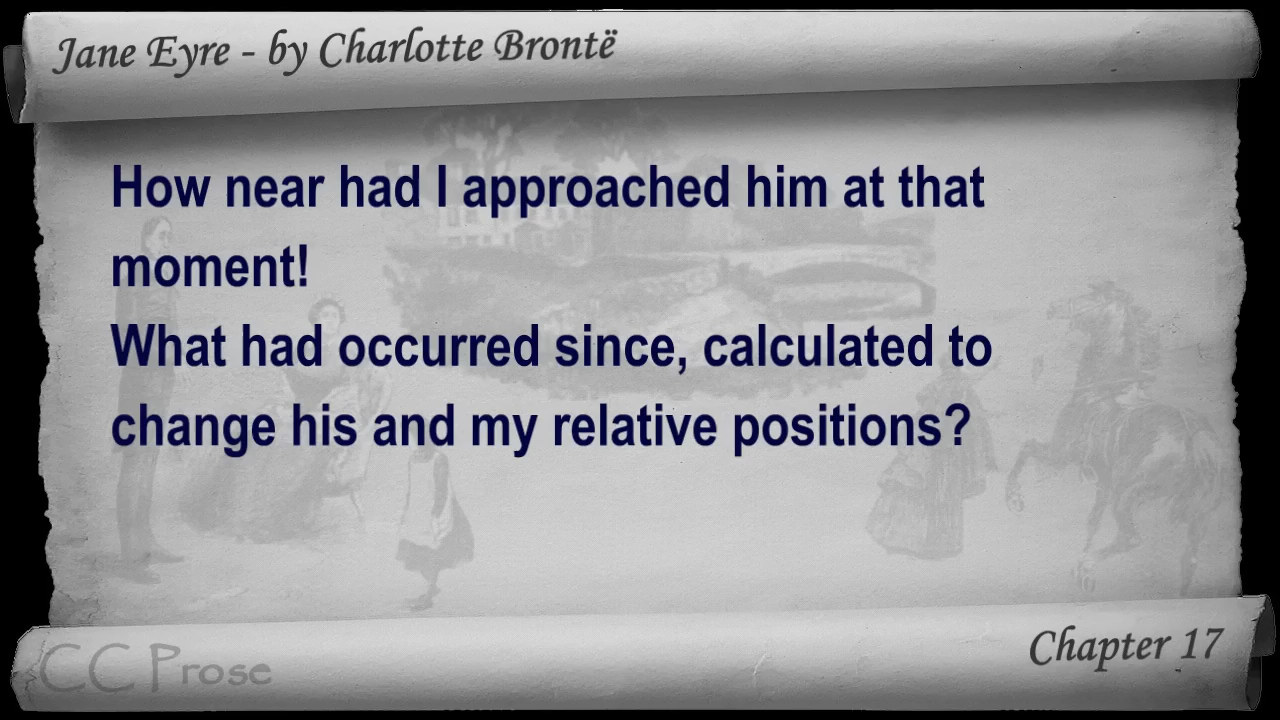 Jane Eyre - by Charlotte Brontë
How near had I approached him at that
moment!
What had occurred since, calculated to
change his and my relative positions?
Chapter 17
CC Prose